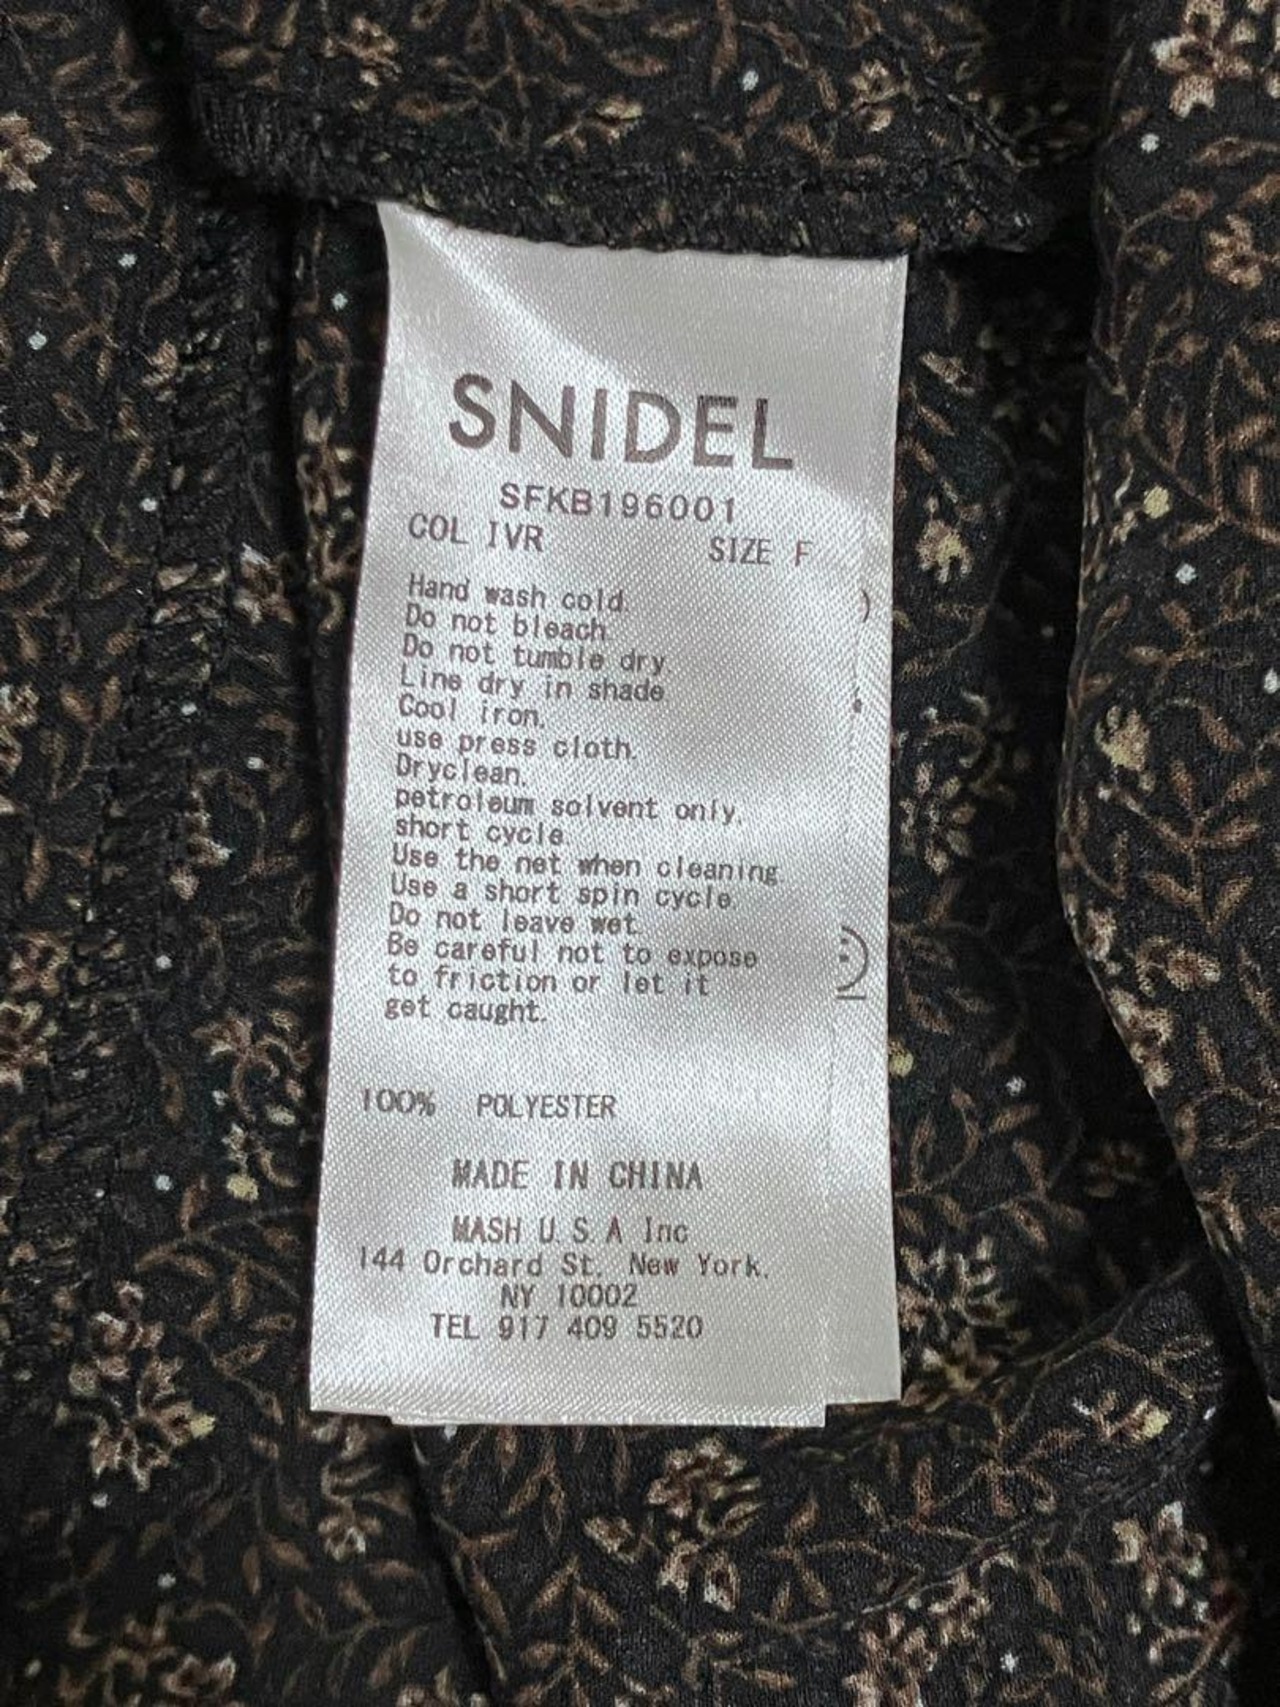 SNIDEL
SFKB196001
COL IVR SIZE F
Hand wash cold.
Do not bleach
Do not tumble dry
Line dry in shade
Cool iron.
use press cloth.
Dryclean.
petroleum solvent only.
short cycle
Use the net when cleaning
Use a short spin cycle
Do not leave wet.
Be careful not to expose
to friction or let it
get caught.
100% POLYESTER
MADE IN CHINA
MASH U.S.A Inc
144 Orchard St. New York,
NY 10002
TEL 917 409 5520